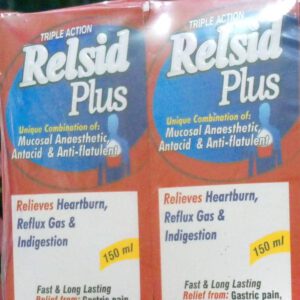 TRIPLE ACTION
Relsid
Plus
Unique Combination of:
Mucosal Anaesthetic,
Antacid & Anti-flatulent
Relieves Heartburn,
Reflux Gas &
Indigestion
150 ml
Fast & Long Lasting
Relief from: Gastric pain,
TRIPLE ACTION
Relsid
Plus
Unique Combination of:
Mucosal Anaesthetic,
Antacid & Anti-flatulent
Relieves Heartburn,
Reflux Gas &
Indigestion
150 ml
Fast & Long Lasting
Relief from: Gastric pain,